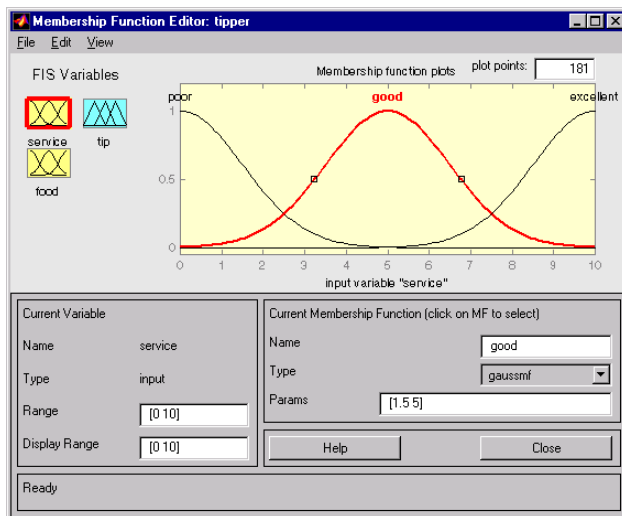 Membership Function Editor: tipper
File Edit View
FIS Variables
Membership function plots plot points: 181
service tip
food
poor good excellent
1
0.5
0
0 1 2 3 4 5 6 7 8 9 10
input variable "service"
Current Variable
Name service
Type input
Range [0 10]
Display Range [0 10]
Current Membership Function (click on MF to select)
Name good
Type gaussmf
Params [1.5 5]
Help Close
Ready